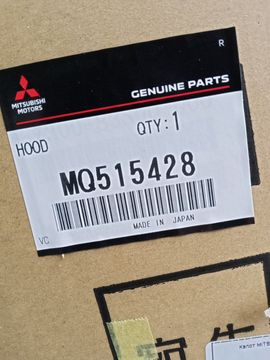 R
MITSUBISHI
MOTORS
GENUINE PARTS
HOOD
QTY:1
MQ515428
VC
MADE IN JAPAN